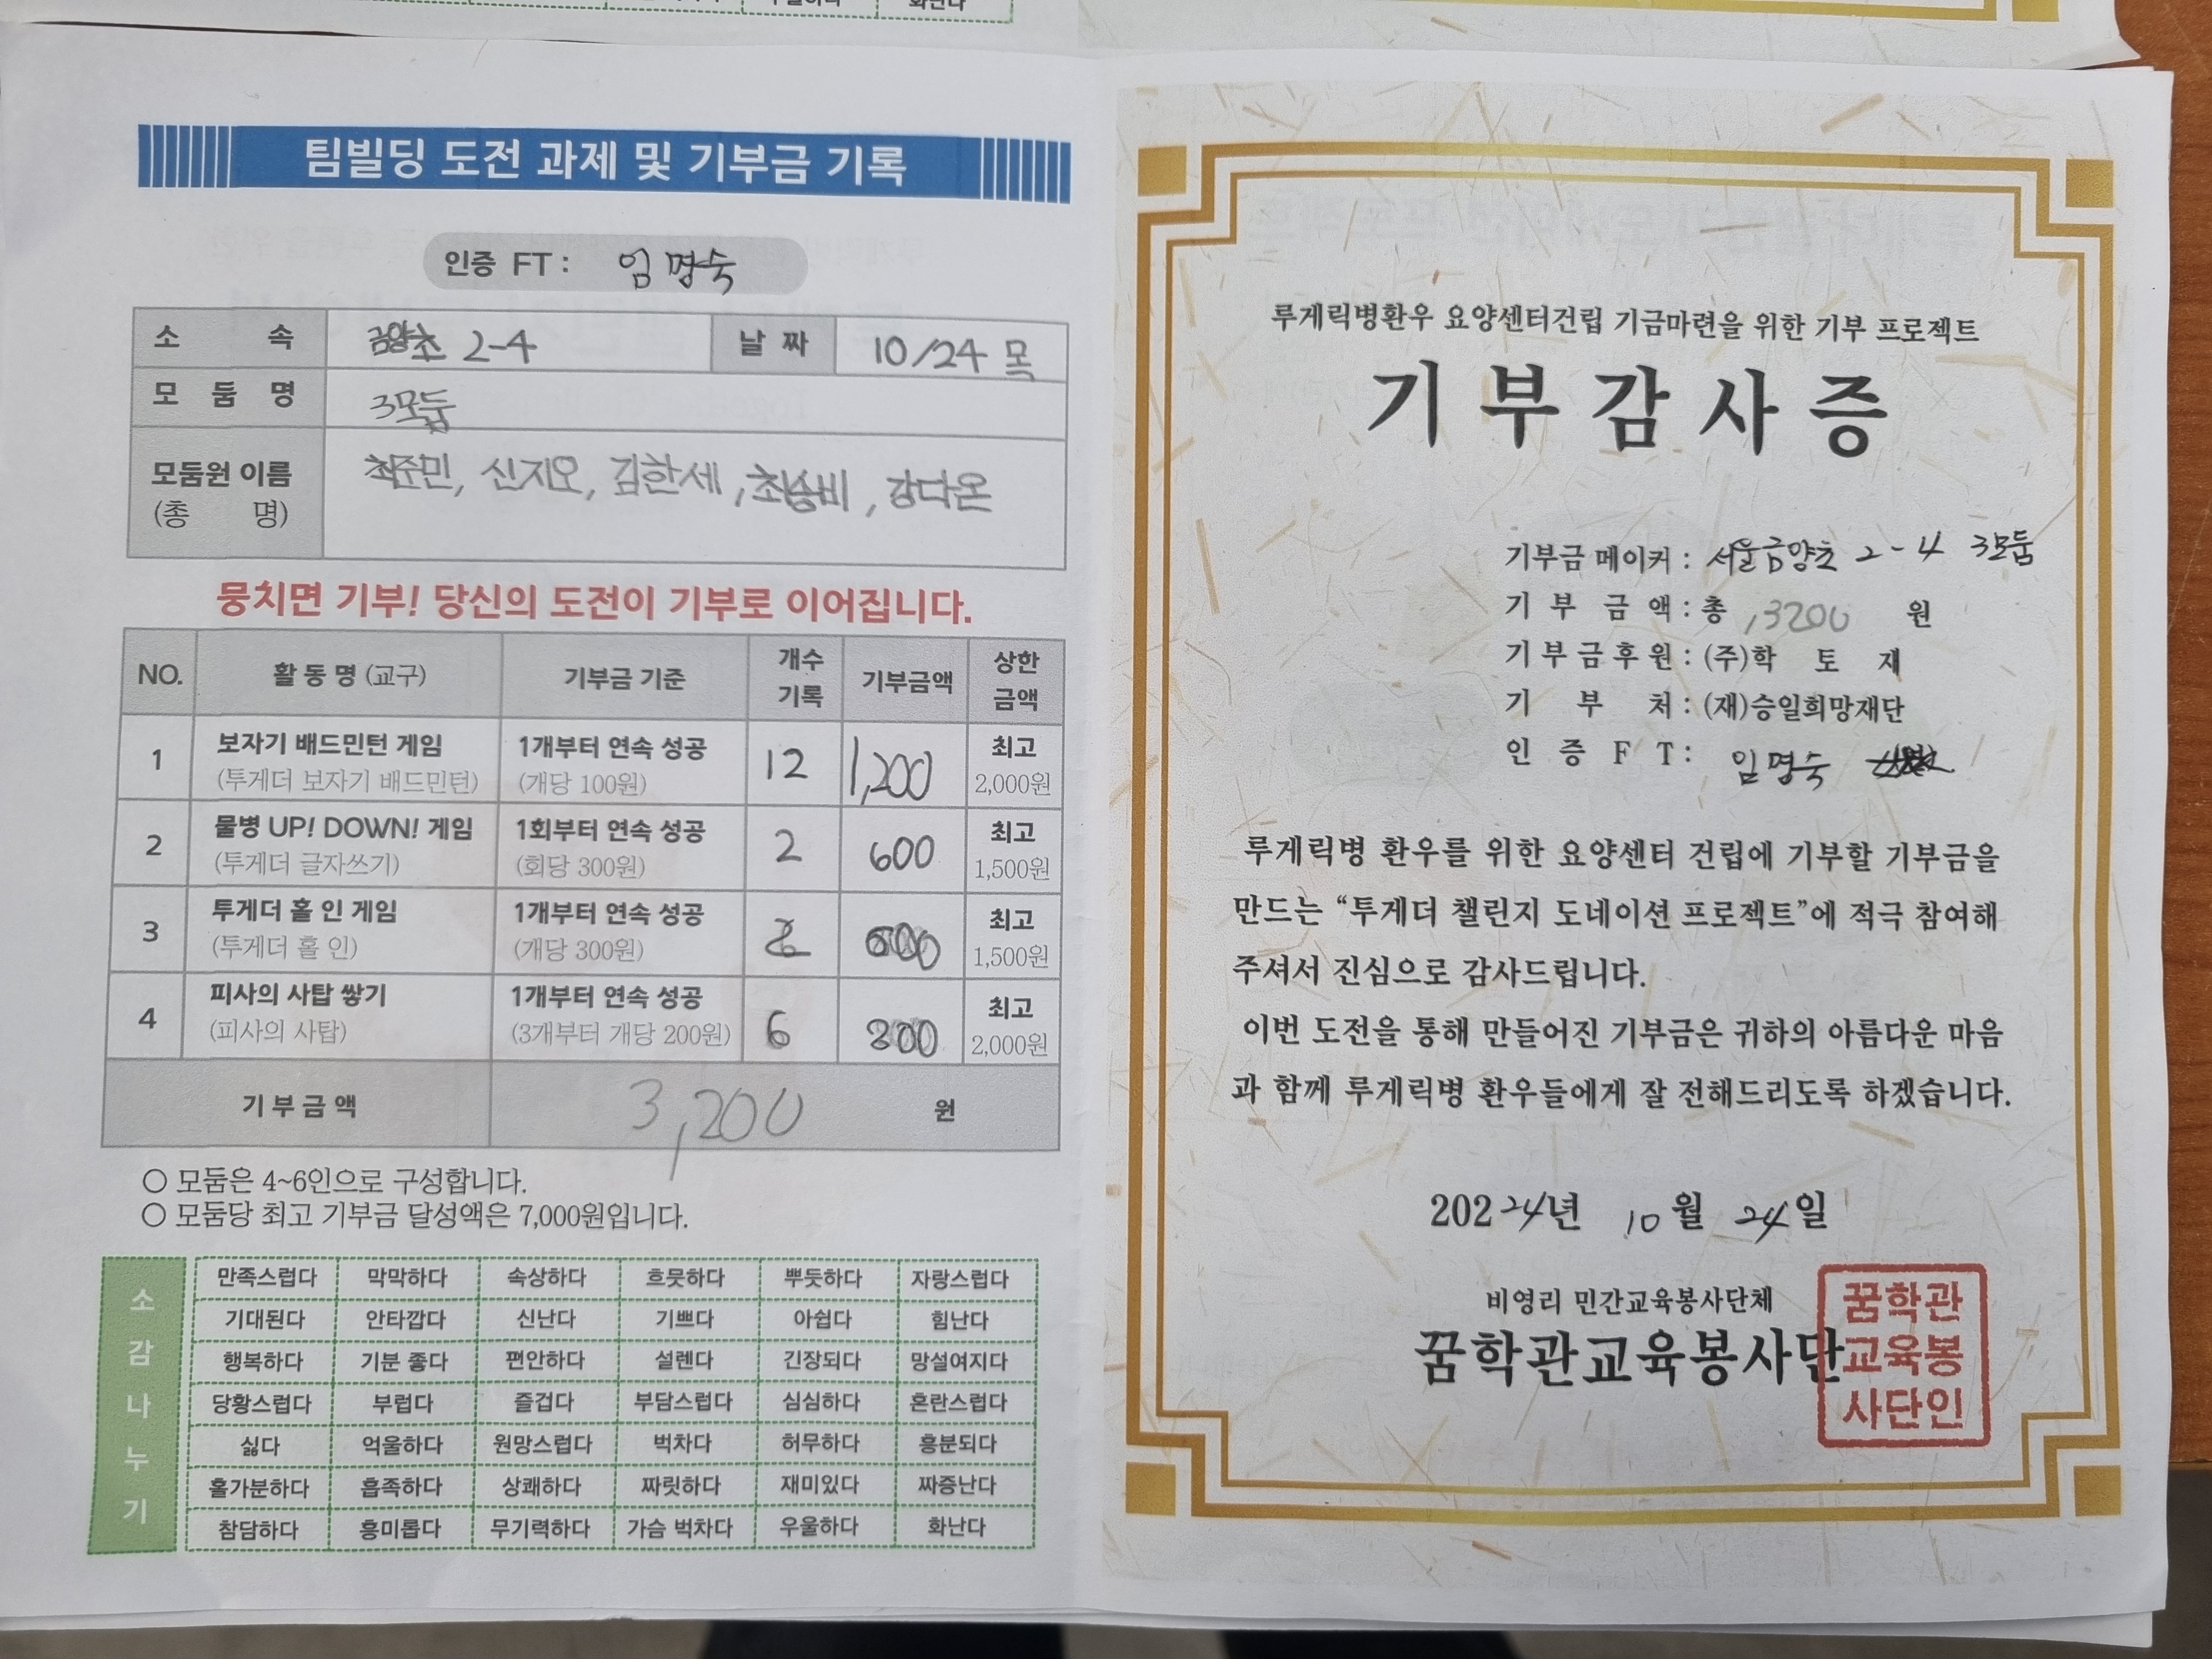 화난다
팀빌딩 도전 과제 및 기부금 기록
인증 FT : 임명숙
소 속 금양초 2-4 날 짜 10/24 목
모 둠 명 3모둠
모둠원 이름 (총 명) 최준민, 신지오, 김한세, 최승비, 강다온
뭉치면 기부! 당신의 도전이 기부로 이어집니다.
NO. 활 동 명 (교구) 기부금 기준 개수 기록 기부금액 상한 금액
1 보자기 배드민턴 게임 (투게더 보자기 배드민턴) 1개부터 연속 성공 (개당 100원) 12 1,200 최고 2,000원
2 물병 UP! DOWN! 게임 (투게더 글자쓰기) 1회부터 연속 성공 (회당 300원) 2 600 최고 1,500원
3 투게더 홀 인 게임 (투게더 홀 인) 1개부터 연속 성공 (개당 300원) 2 600 최고 1,500원
4 피사의 사탑 쌓기 (피사의 사탑) 1개부터 연속 성공 (3개부터 개당 200원) 6 800 최고 2,000원
기 부 금 액 3,200 원
○ 모둠은 4~6인으로 구성합니다.
○ 모둠당 최고 기부금 달성액은 7,000원입니다.
소감나누기
만족스럽다 막막하다 속상하다 흐뭇하다 뿌듯하다 자랑스럽다
기대된다 안타깝다 신난다 기쁘다 아쉽다 힘난다
행복하다 기분 좋다 편안하다 설렌다 긴장되다 망설여지다
당황스럽다 부럽다 즐겁다 부담스럽다 심심하다 혼란스럽다
싫다 억울하다 원망스럽다 벅차다 허무하다 흥분되다
홀가분하다 흡족하다 상쾌하다 짜릿하다 재미있다 짜증난다
참담하다 흥미롭다 무기력하다 가슴 벅차다 우울하다 화난다
루게릭병환우 요양센터건립 기금마련을 위한 기부 프로젝트
기 부 감 사 증
기부금 메이커 : 서울금양초 2-4 3모둠
기 부 금 액 : 총 ,3200 원
기 부 금 후 원 : (주)학 토 재
기 부 처 : (재)승일희망재단
인 증 F T : 임명숙
루게릭병 환우를 위한 요양센터 건립에 기부할 기부금을
만드는 “투게더 챌린지 도네이션 프로젝트”에 적극 참여해
주셔서 진심으로 감사드립니다.
이번 도전을 통해 만들어진 기부금은 귀하의 아름다운 마음
과 함께 루게릭병 환우들에게 잘 전해드리도록 하겠습니다.
20224년 10월 24일
비영리 민간교육봉사단체
꿈학관교육봉사단
꿈학관
교육봉
사단인